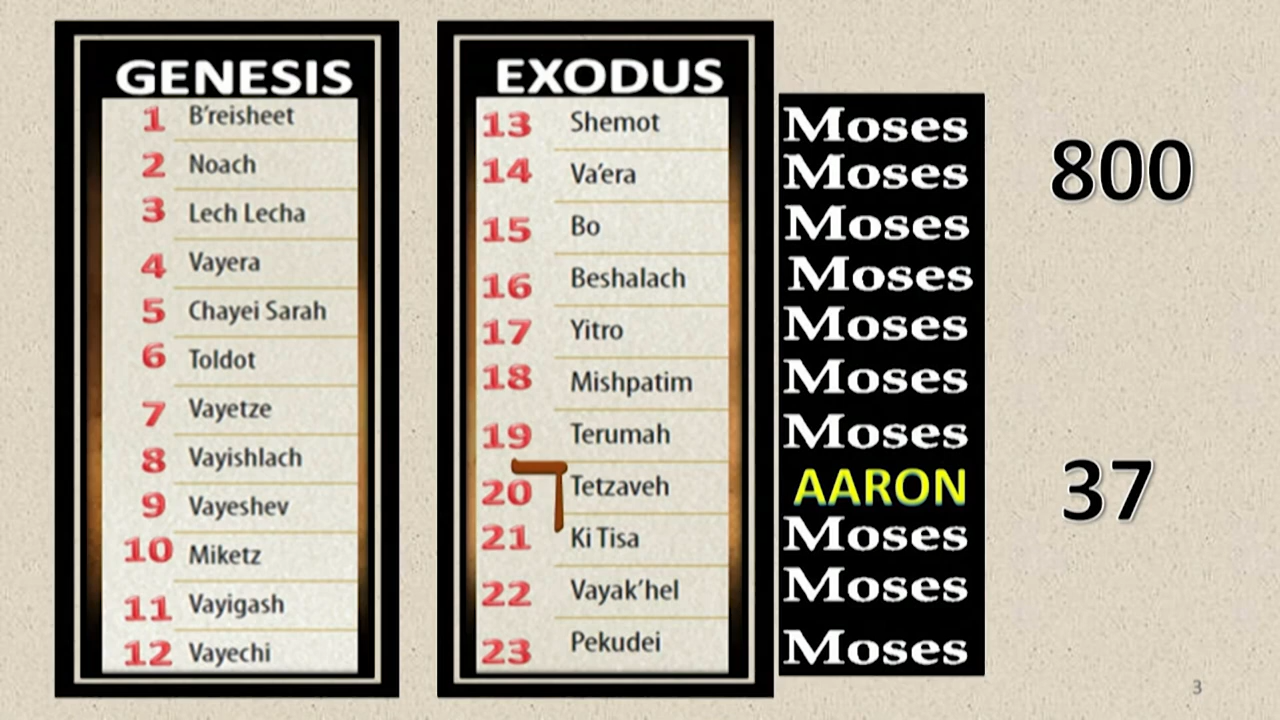 GENESIS
1 B'reisheet
2 Noach
3 Lech Lecha
4 Vayera
5 Chayei Sarah
6 Toldot
7 Vayetze
8 Vayishlach
9 Vayeshev
10 Miketz
11 Vayigash
12 Vayechi
EXODUS
13 Shemot
14 Va'era
15 Bo
16 Beshalach
17 Yitro
18 Mishpatim
19 Terumah
20 Tetzaveh
21 Ki Tisa
22 Vayak'hel
23 Pekudei
Moses
Moses
Moses
Moses
Moses
Moses
Moses
AARON
Moses
Moses
Moses
800
37
3